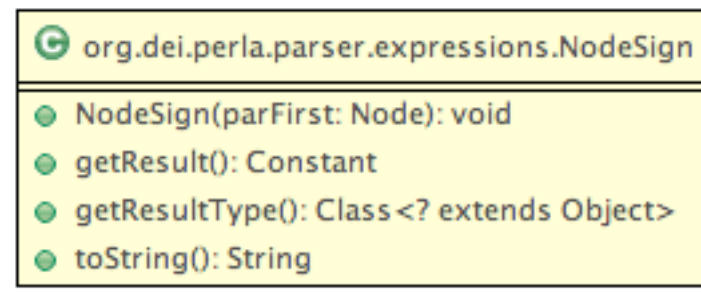 C org.dei.perla.parser.expressions.NodeSign
NodeSign(parFirst: Node): void
getResult(): Constant
getResultType(): Class<? extends Object>
toString(): String